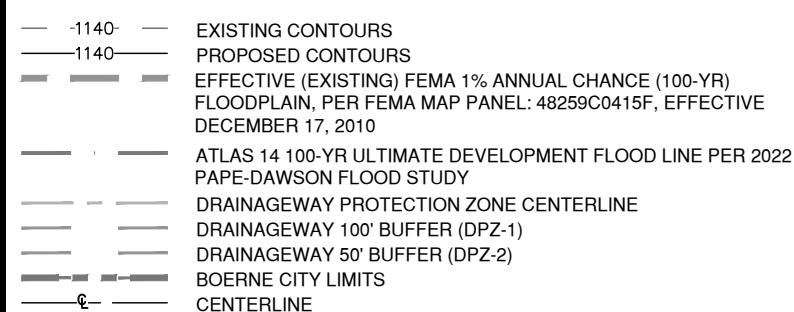 1140 EXISTING CONTOURS
1140 PROPOSED CONTOURS
EFFECTIVE (EXISTING) FEMA 1% ANNUAL CHANCE (100-YR)
FLOODPLAIN, PER FEMA MAP PANEL: 48259C0415F, EFFECTIVE
DECEMBER 17, 2010
ATLAS 14 100-YR ULTIMATE DEVELOPMENT FLOOD LINE PER 2022
PAPE-DAWSON FLOOD STUDY
DRAINAGEWAY PROTECTION ZONE CENTERLINE
DRAINAGEWAY 100' BUFFER (DPZ-1)
DRAINAGEWAY 50' BUFFER (DPZ-2)
BOERNE CITY LIMITS
℄ CENTERLINE